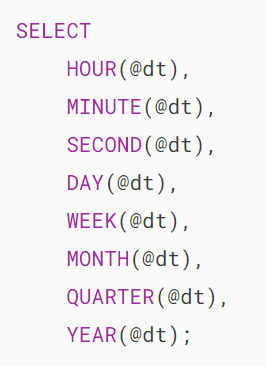 SELECT
HOUR(@dt),
MINUTE(@dt),
SECOND(@dt),
DAY(@dt),
WEEK(@dt),
MONTH(@dt),
QUARTER(@dt),
YEAR(@dt);